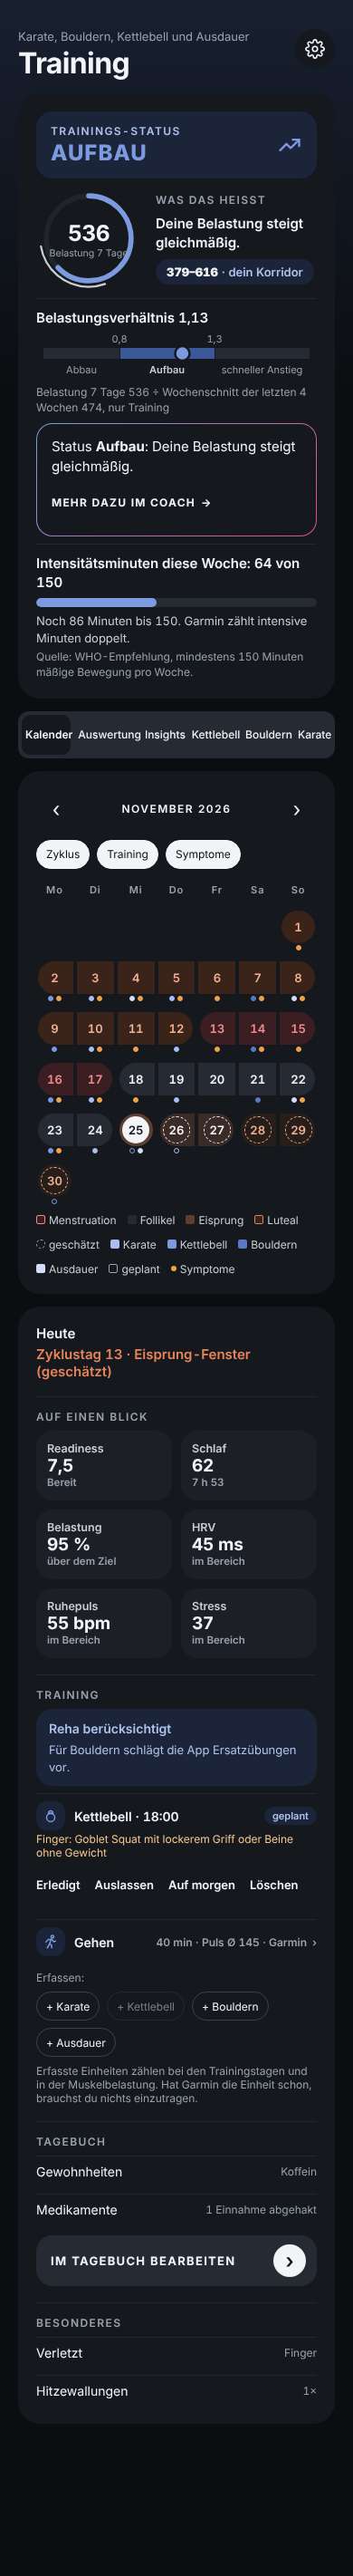 Karate, Bouldern, Kettlebell und Ausdauer
Training
TRAININGS-STATUS
AUFBAU
536
Belastung 7 Tage
WAS DAS HEISST
Deine Belastung steigt
gleichmäßig.
379–616 · dein Korridor
Belastungsverhältnis 1,13
0,8 1,3
Abbau Aufbau schneller Anstieg
Belastung 7 Tage 536 ÷ Wochenschnitt der letzten 4
Wochen 474, nur Training
Status Aufbau: Deine Belastung steigt
gleichmäßig.
MEHR DAZU IM COACH →
Intensitätsminuten diese Woche: 64 von
150
Noch 86 Minuten bis 150. Garmin zählt intensive
Minuten doppelt.
Quelle: WHO-Empfehlung, mindestens 150 Minuten
mäßige Bewegung pro Woche.
Kalender Auswertung Insights Kettlebell Bouldern Karate
‹ NOVEMBER 2026 ›
Zyklus Training Symptome
Mo Di Mi Do Fr Sa So
1
2 3 4 5 6 7 8
9 10 11 12 13 14 15
16 17 18 19 20 21 22
23 24 25 26 27 28 29
30
Menstruation Follikel Eisprung Luteal
geschätzt Karate Kettlebell Bouldern
Ausdauer geplant Symptome
Heute
Zyklustag 13 · Eisprung-Fenster
(geschätzt)
AUF EINEN BLICK
Readiness
7,5
Bereit
Schlaf
62
7 h 53
Belastung
95 %
über dem Ziel
HRV
45 ms
im Bereich
Ruhepuls
55 bpm
im Bereich
Stress
37
im Bereich
TRAINING
Reha berücksichtigt
Für Bouldern schlägt die App Ersatzübungen
vor.
Kettlebell · 18:00 geplant
Finger: Goblet Squat mit lockerem Griff oder Beine
ohne Gewicht
Erledigt Auslassen Auf morgen Löschen
Gehen 40 min · Puls Ø 145 · Garmin ›
Erfassen:
+ Karate + Kettlebell + Bouldern
+ Ausdauer
Erfasste Einheiten zählen bei den Trainingstagen und
in der Muskelbelastung. Hat Garmin die Einheit schon,
brauchst du nichts einzutragen.
TAGEBUCH
Gewohnheiten Koffein
Medikamente 1 Einnahme abgehakt
IM TAGEBUCH BEARBEITEN ›
BESONDERES
Verletzt Finger
Hitzewallungen 1×